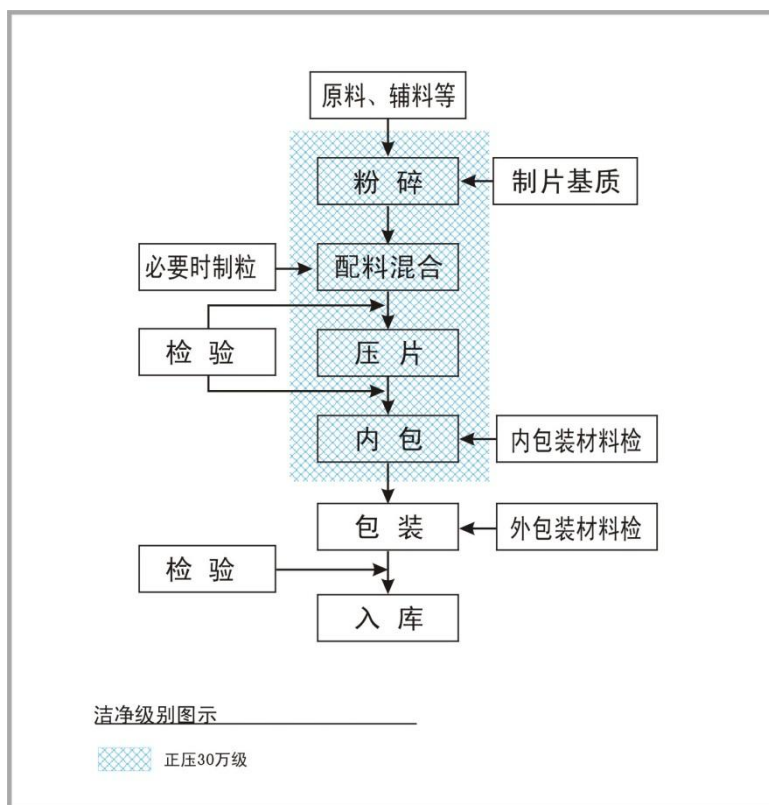 原料、辅料等
粉碎
制片基质
必要时制粒
配料混合
检验
压片
内包
内包装材料检
包装
外包装材料检
检验
入库
洁净级别图示
正压30万级